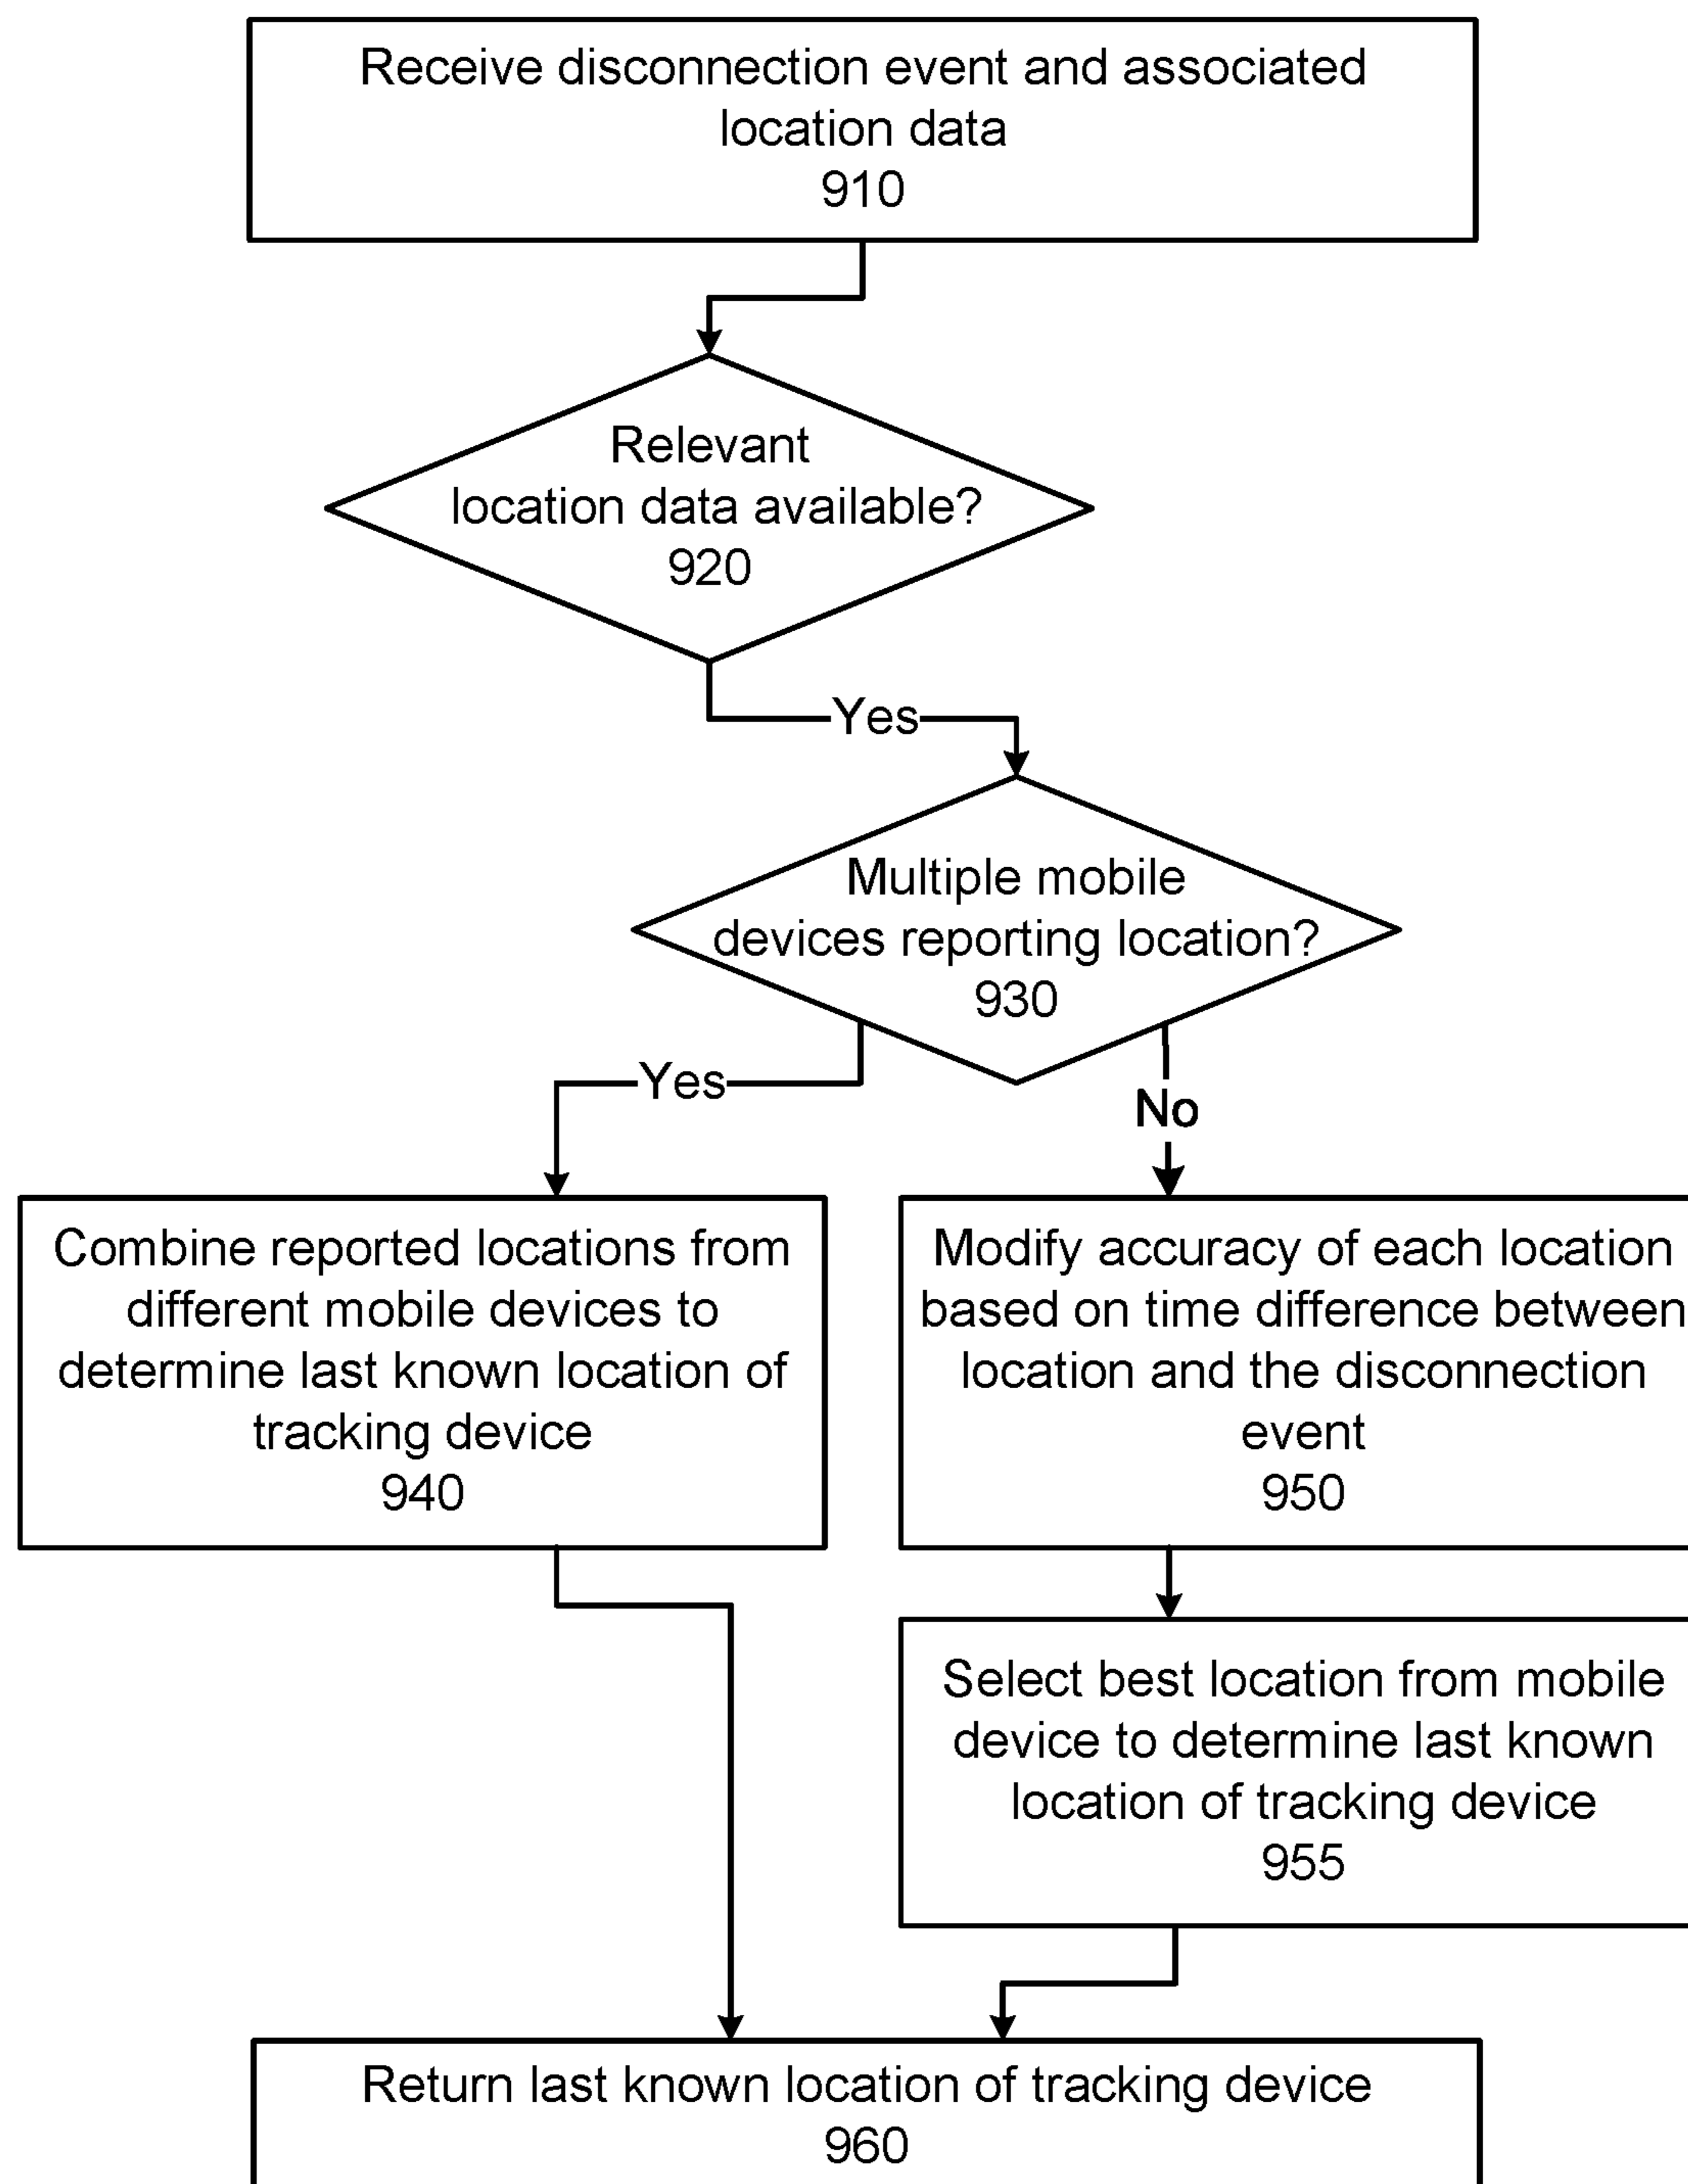 Receive disconnection event and associated
location data
910
Relevant
location data available?
920
Yes
Multiple mobile
devices reporting location?
930
Yes
No
Combine reported locations from
different mobile devices to
determine last known location of
tracking device
940
Modify accuracy of each location
based on time difference between
location and the disconnection
event
950
Select best location from mobile
device to determine last known
location of tracking device
955
Return last known location of tracking device
960